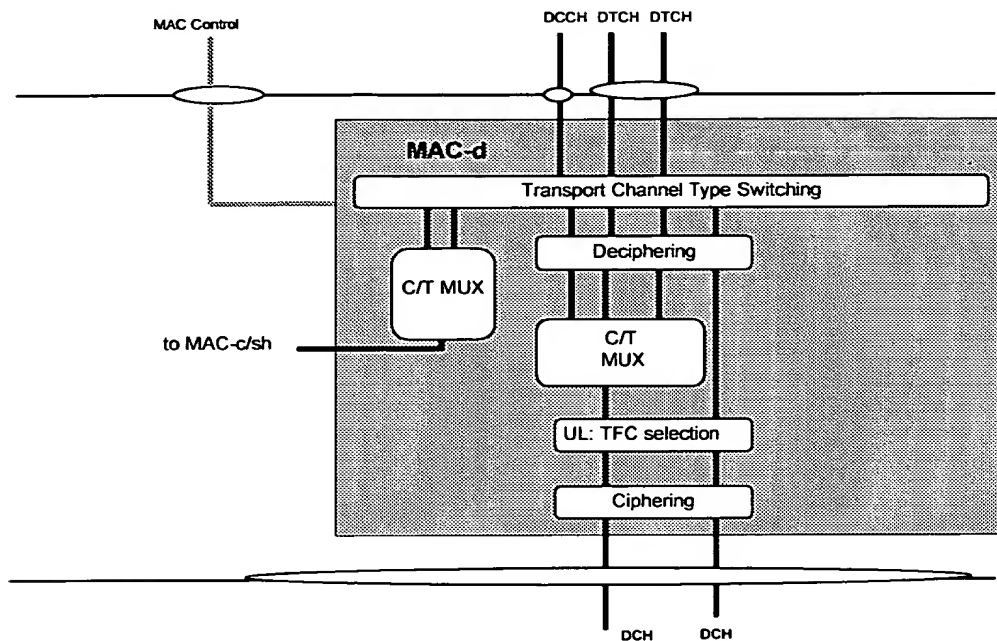 MAC Control
DCCH DTCH DTCH
MAC-d
Transport Channel Type Switching
Deciphering
C/T MUX
C/T
MUX
to MAC-c/sh
UL: TFC selection
Ciphering
DCH DCH